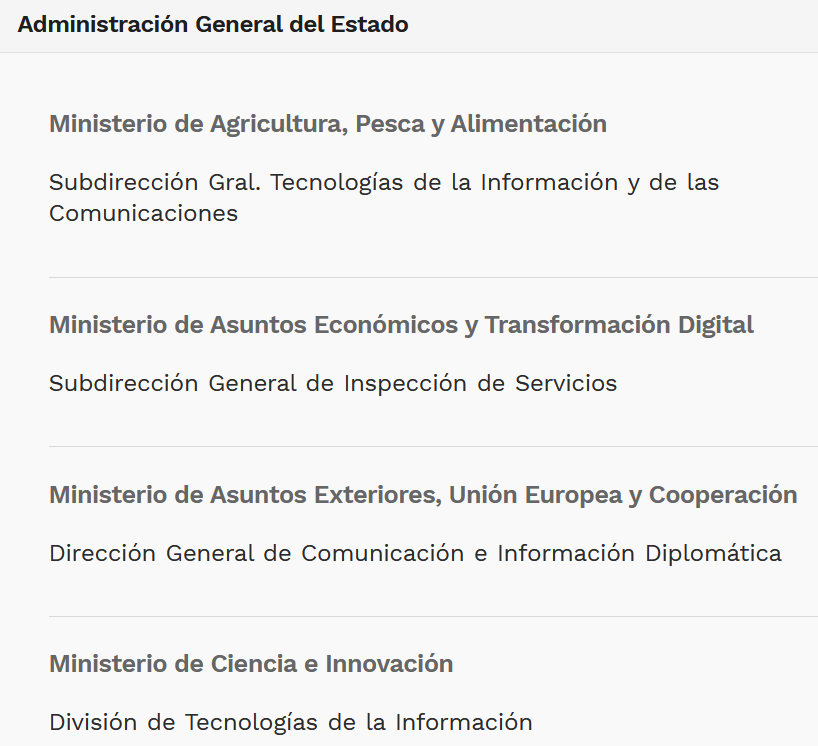 Administración General del Estado
Ministerio de Agricultura, Pesca y Alimentación
Subdirección Gral. Tecnologías de la Información y de las
Comunicaciones
Ministerio de Asuntos Económicos y Transformación Digital
Subdirección General de Inspección de Servicios
Ministerio de Asuntos Exteriores, Unión Europea y Cooperación
Dirección General de Comunicación e Información Diplomática
Ministerio de Ciencia e Innovación
División de Tecnologías de la Información